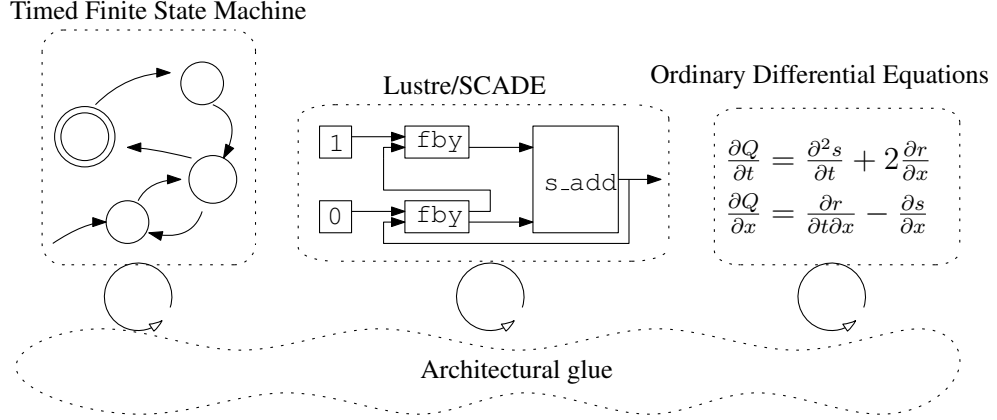 Timed Finite State Machine
Lustre/SCADE
Ordinary Differential Equations
1
fby
s_add
0
fby
∂Q/∂t = ∂²s/∂t + 2 ∂r/∂x
∂Q/∂x = ∂r/∂t∂x − ∂s/∂x
Architectural glue